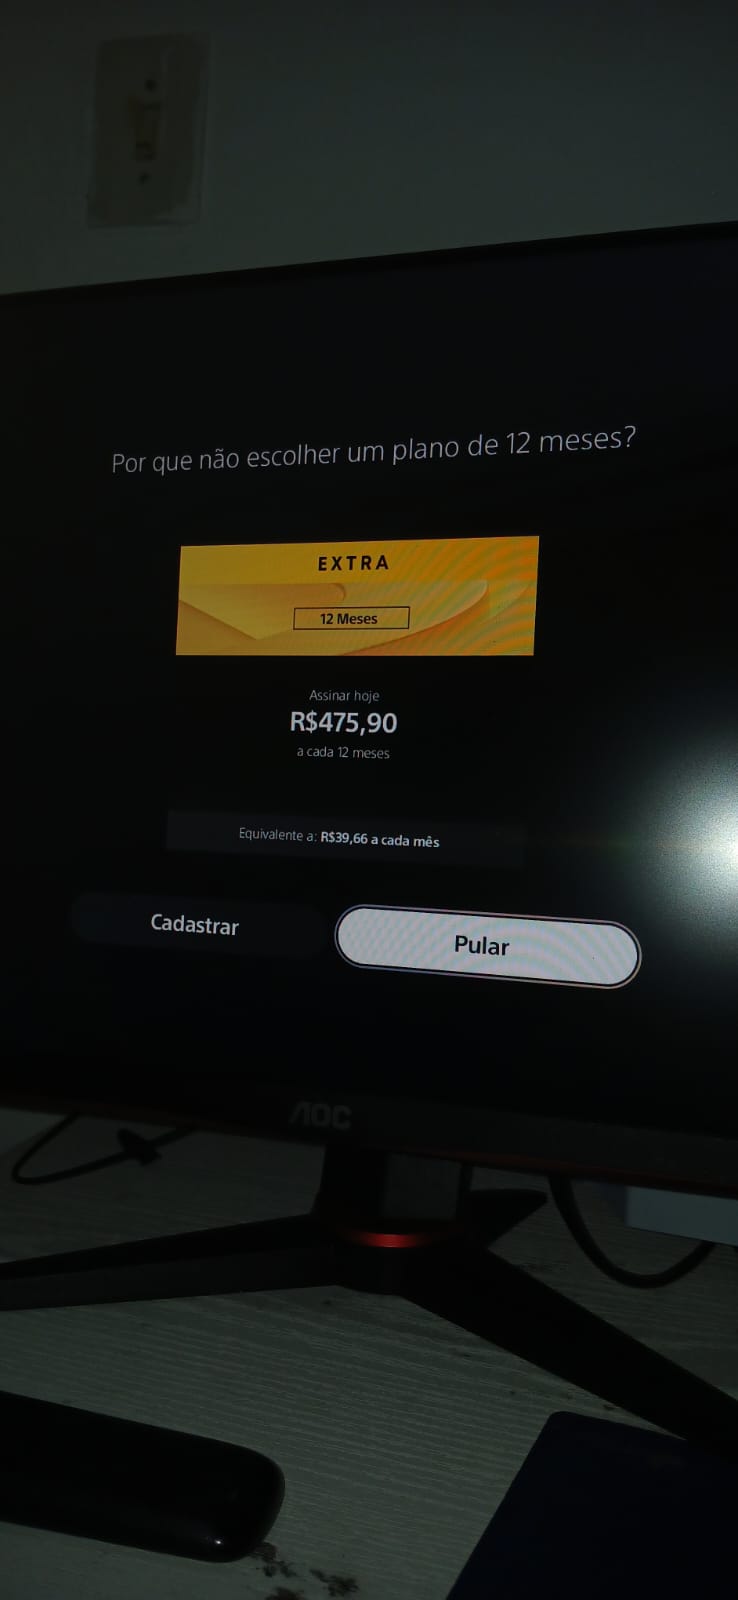 Por que não escolher um plano de 12 meses?
EXTRA
12 Meses
Assinar hoje
R$475,90
a cada 12 meses
Equivalente a: R$39,66 a cada mês
Cadastrar
Pular
AOC